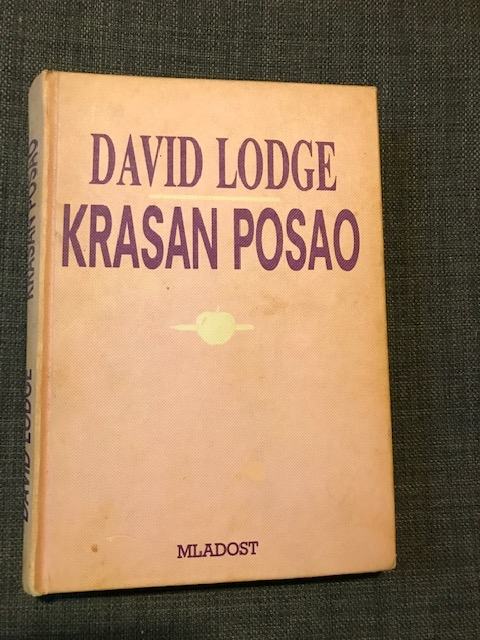 DAVID LODGE
KRASAN POSAO
MLADOST
DAVID LODGE KRASAN POSAO